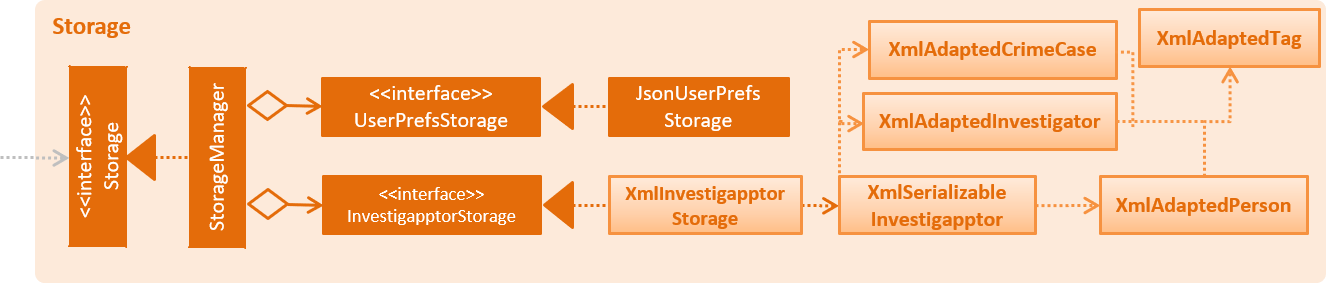 Storage
<<interface>>
Storage
StorageManager
<<interface>>
UserPrefsStorage
JsonUserPrefs
Storage
<<interface>>
InvestigapptorStorage
XmlInvestigapptor
Storage
XmlSerializable
Investigapptor
XmlAdaptedCrimeCase
XmlAdaptedInvestigator
XmlAdaptedTag
XmlAdaptedPerson